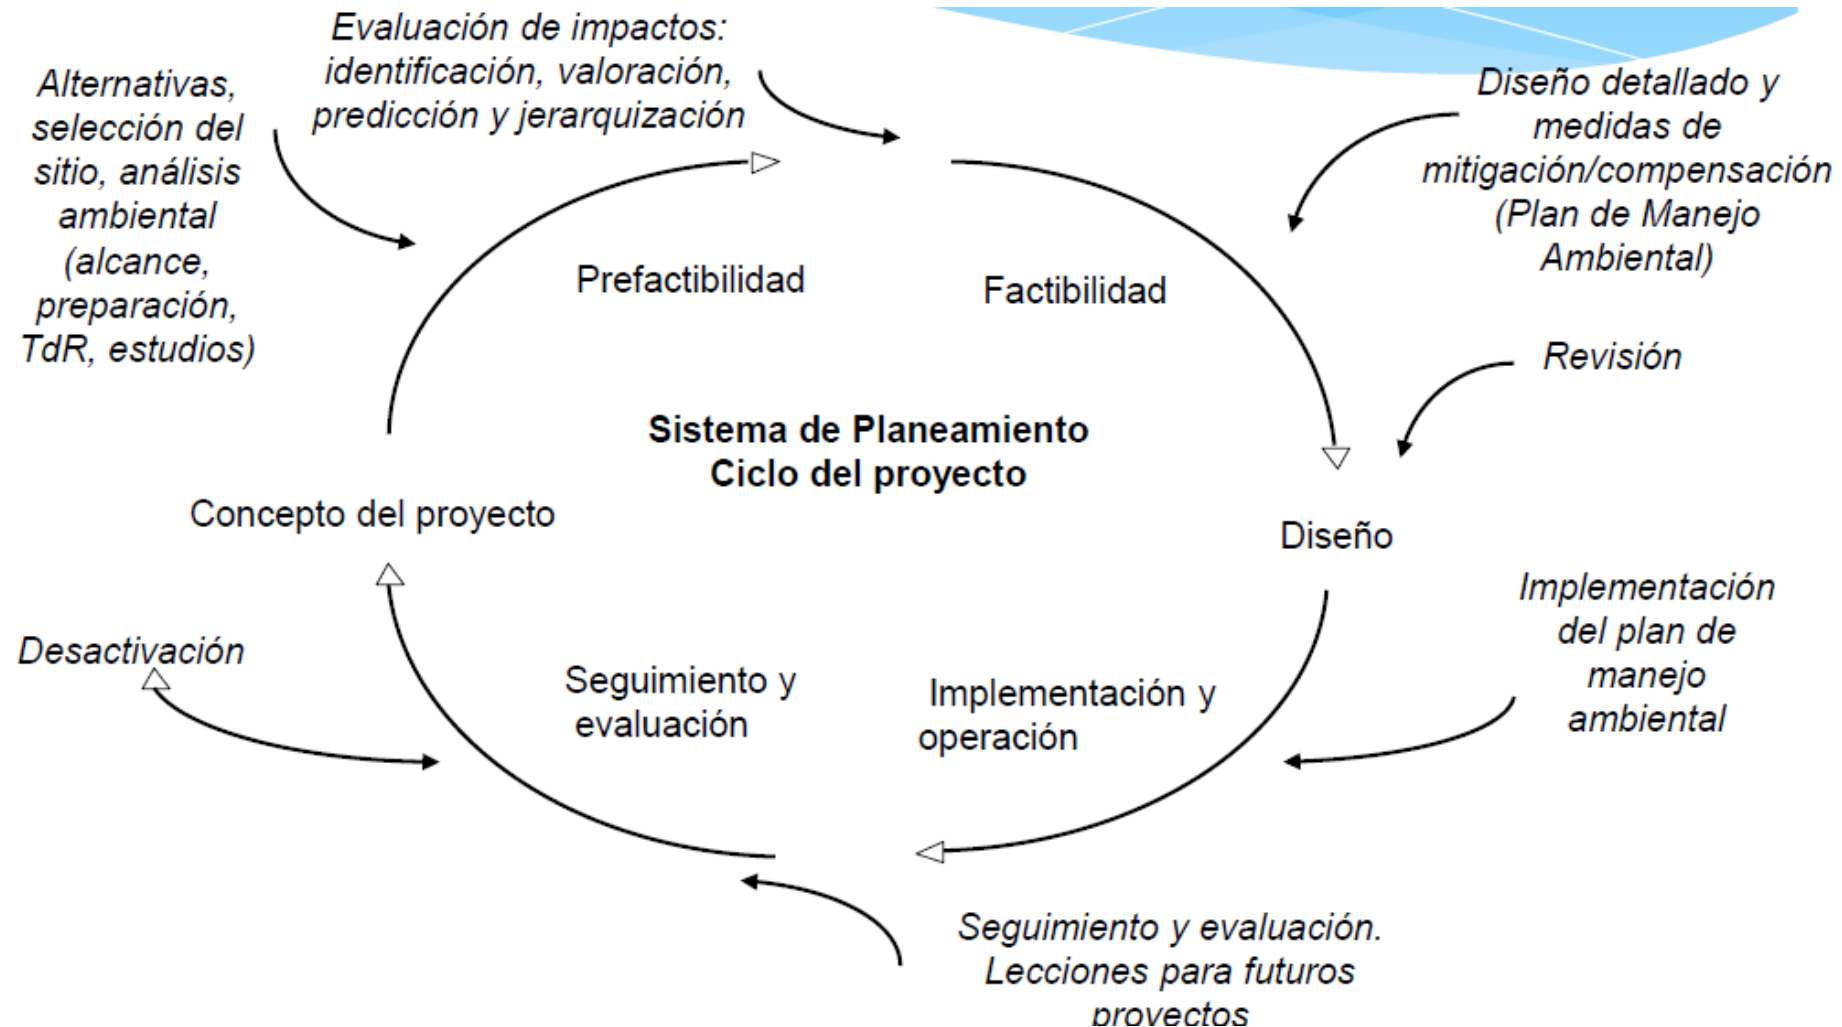 Evaluación de impactos:
identificación, valoración,
predicción y jerarquización
Alternativas,
selección del
sitio, análisis
ambiental
(alcance,
preparación,
TdR, estudios)
Diseño detallado y
medidas de
mitigación/compensación
(Plan de Manejo
Ambiental)
Prefactibilidad
Factibilidad
Revisión
Sistema de Planeamiento
Ciclo del proyecto
Concepto del proyecto
Diseño
Implementación
del plan de
manejo
ambiental
Desactivación
Seguimiento y
evaluación
Implementación y
operación
Seguimiento y evaluación.
Lecciones para futuros
proyectos